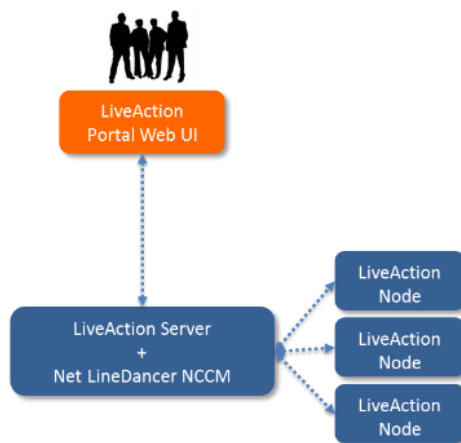 LiveAction
Portal Web UI
LiveAction Server
+
Net LineDancer NCCM
LiveAction
Node
LiveAction
Node
LiveAction
Node